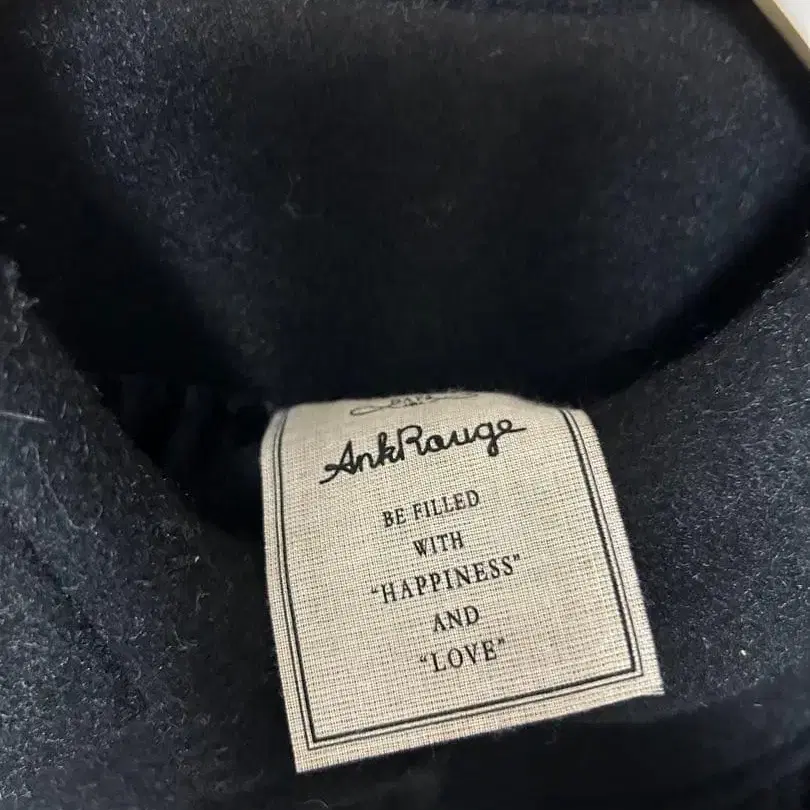 AnkRouge
BE FILLED
WITH
"HAPPINESS"
AND
"LOVE"